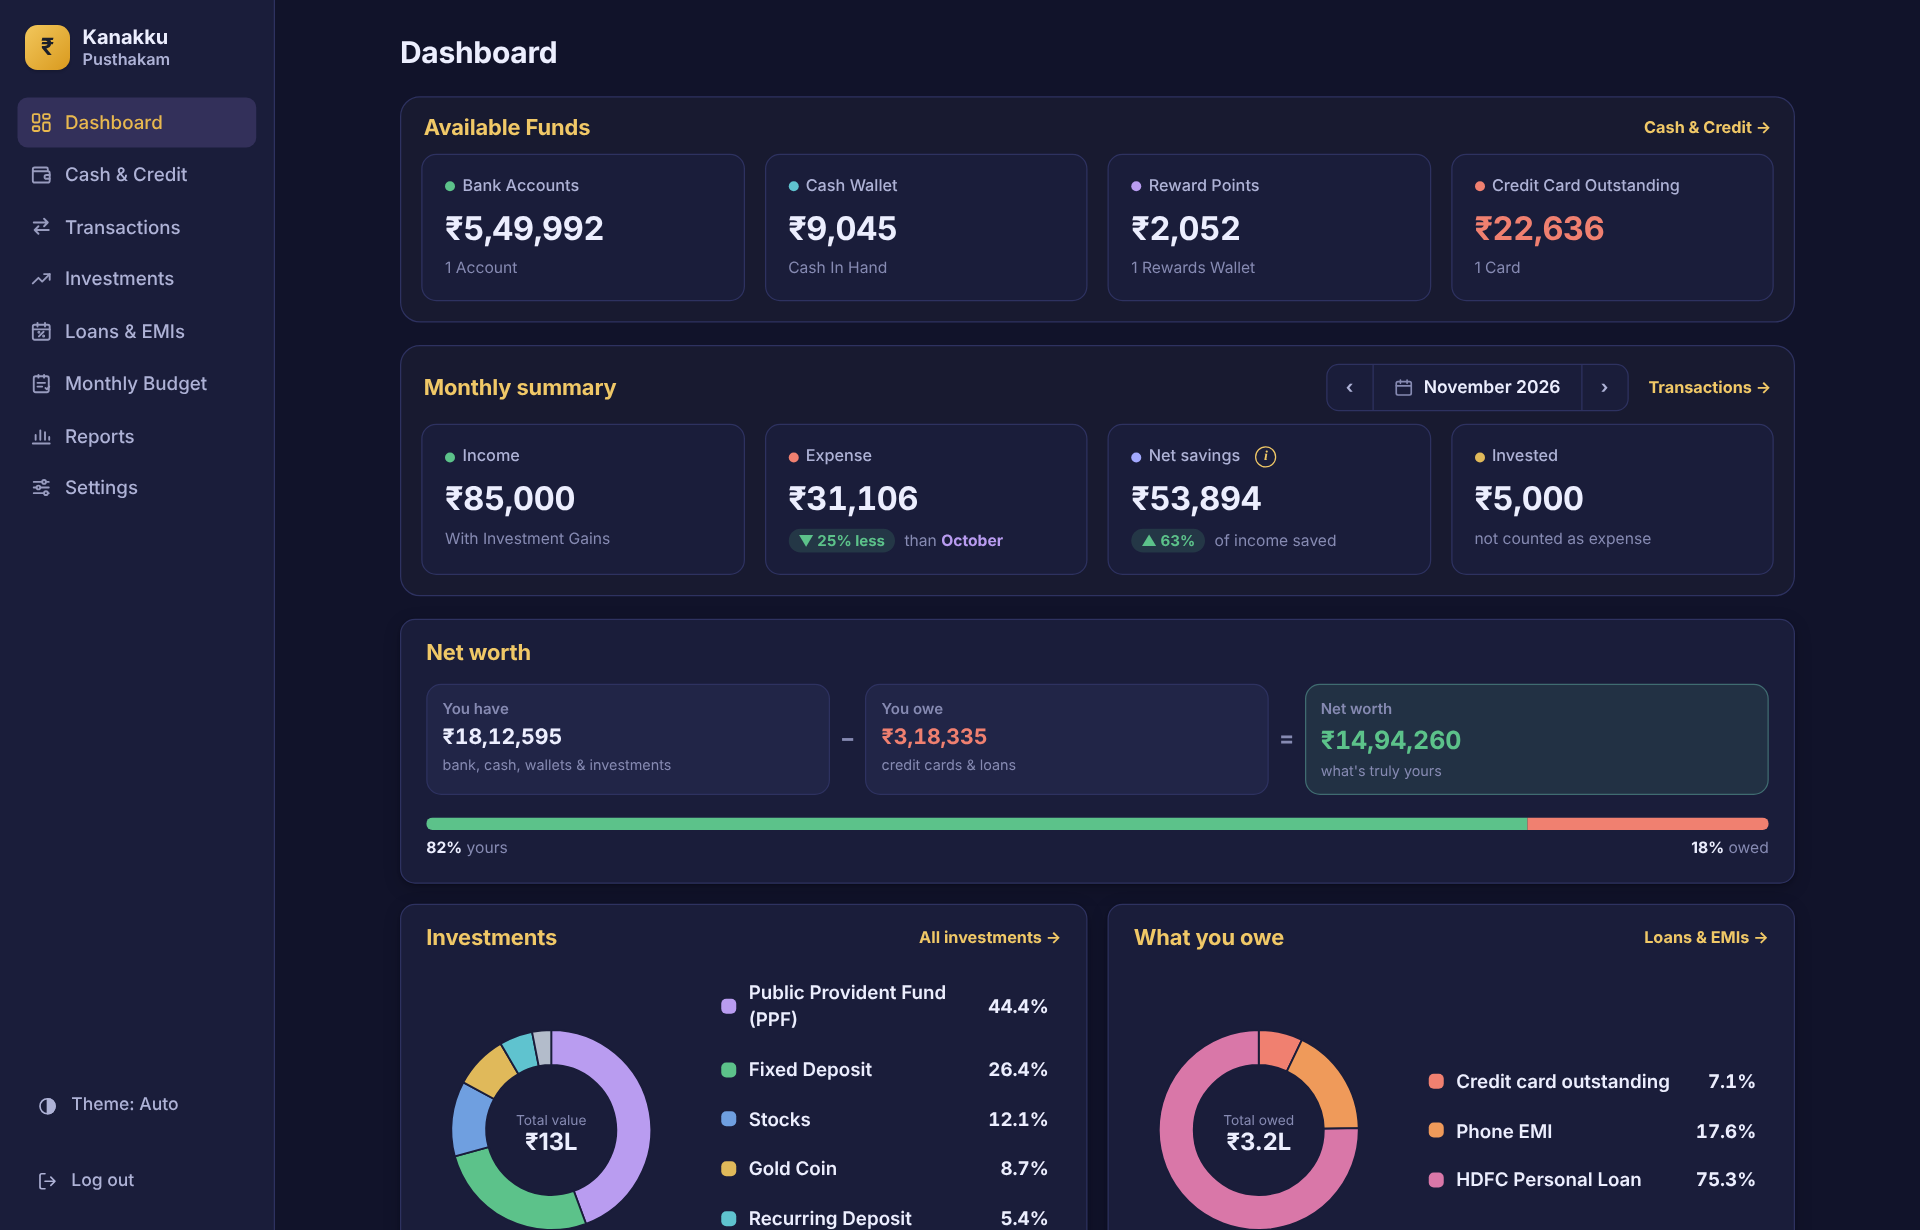 Kanakku
Pusthakam
Dashboard
Cash & Credit
Transactions
Investments
Loans & EMIs
Monthly Budget
Reports
Settings
Theme: Auto
Log out
Dashboard
Available Funds
Cash & Credit →
Bank Accounts
₹5,49,992
1 Account
Cash Wallet
₹9,045
Cash In Hand
Reward Points
₹2,052
1 Rewards Wallet
Credit Card Outstanding
₹22,636
1 Card
Monthly summary
‹ November 2026 ›
Transactions →
Income
₹85,000
With Investment Gains
Expense
₹31,106
▼ 25% less than October
Net savings i
₹53,894
▲ 63% of income saved
Invested
₹5,000
not counted as expense
Net worth
You have
₹18,12,595
bank, cash, wallets & investments
–
You owe
₹3,18,335
credit cards & loans
=
Net worth
₹14,94,260
what's truly yours
82% yours
18% owed
Investments
All investments →
Total value
₹13L
Public Provident Fund
(PPF) 44.4%
Fixed Deposit 26.4%
Stocks 12.1%
Gold Coin 8.7%
Recurring Deposit 5.4%
What you owe
Loans & EMIs →
Total owed
₹3.2L
Credit card outstanding 7.1%
Phone EMI 17.6%
HDFC Personal Loan 75.3%